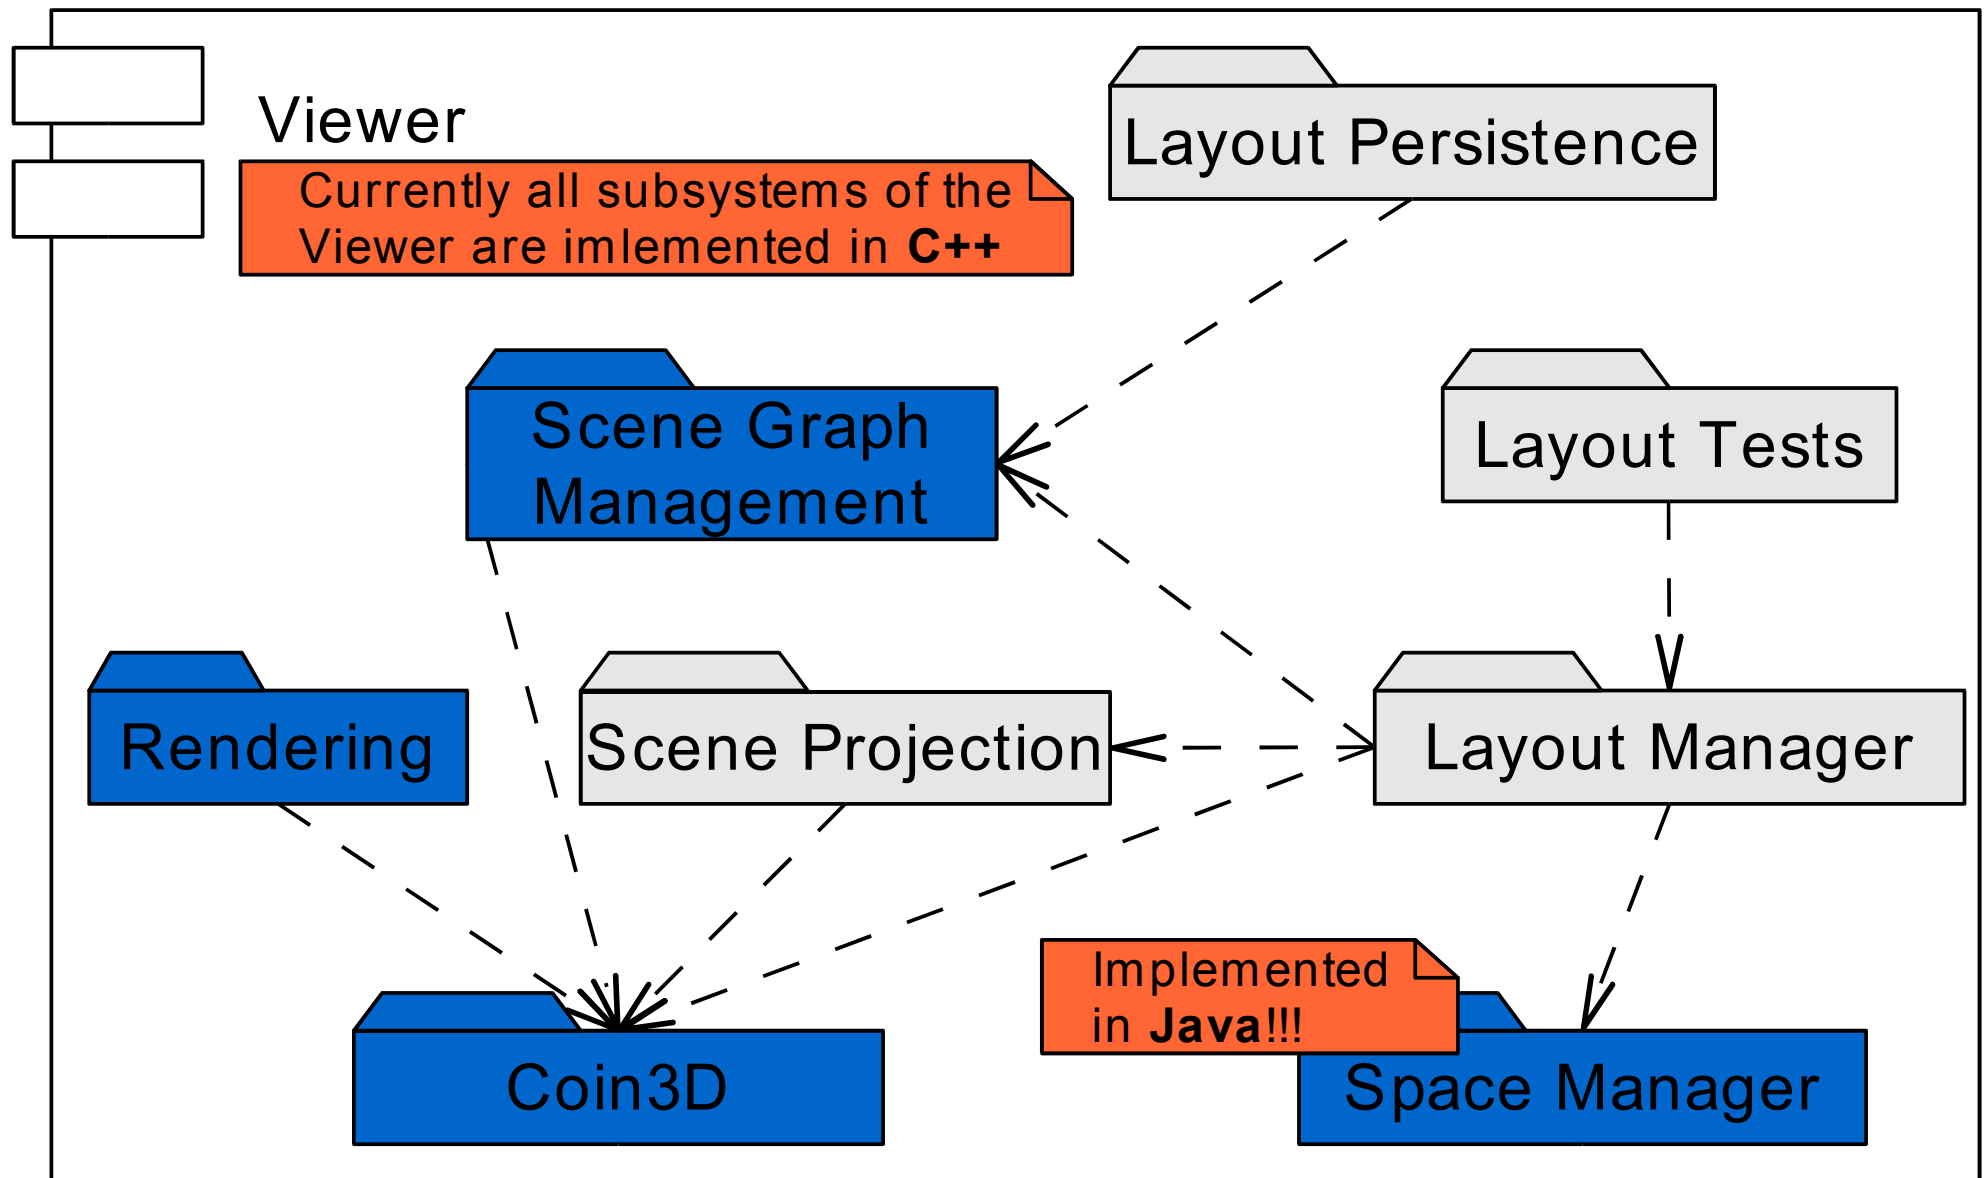 Viewer
Layout Persistence
Currently all subsystems of the
Viewer are imlemented in C++
Scene Graph
Management
Layout Tests
Rendering
Scene Projection
Layout Manager
Implemented
in Java!!!
Coin3D
Space Manager